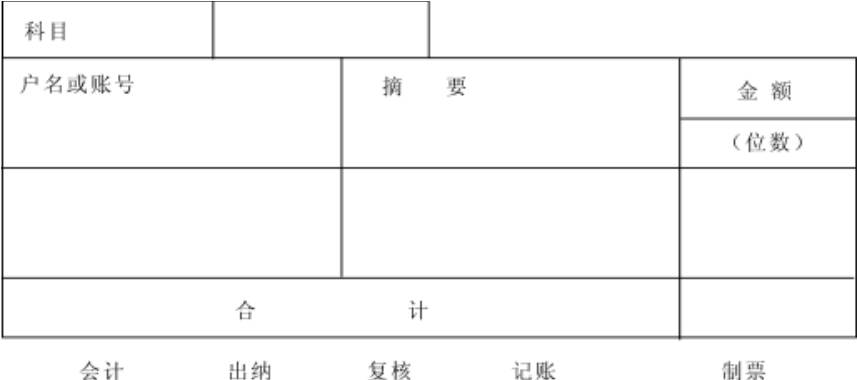 科目
户名或账号 摘 要 金 额
（位数）
合 计
会计 出纳 复核 记账 制票